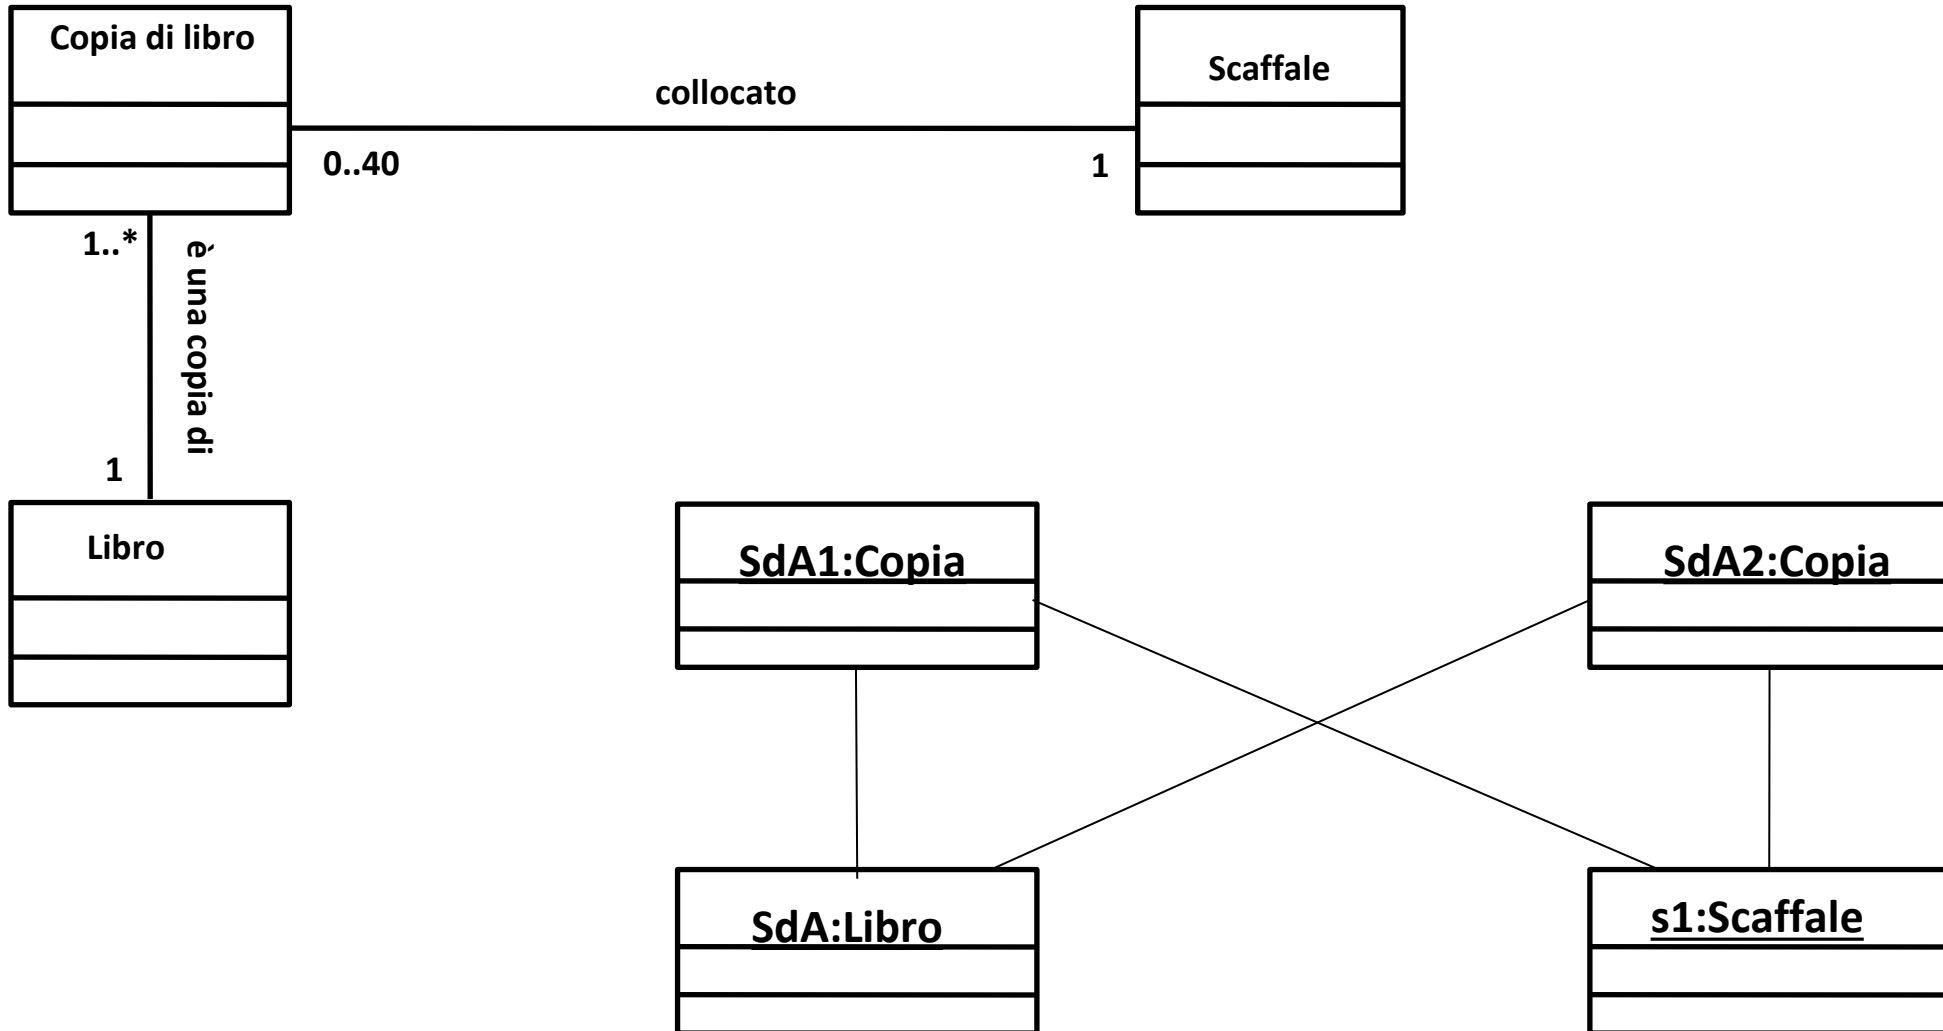 Copia di libro
Scaffale
collocato
0..40
1
1..*
è una copia di
1
Libro
SdA1:Copia
SdA2:Copia
SdA:Libro
s1:Scaffale